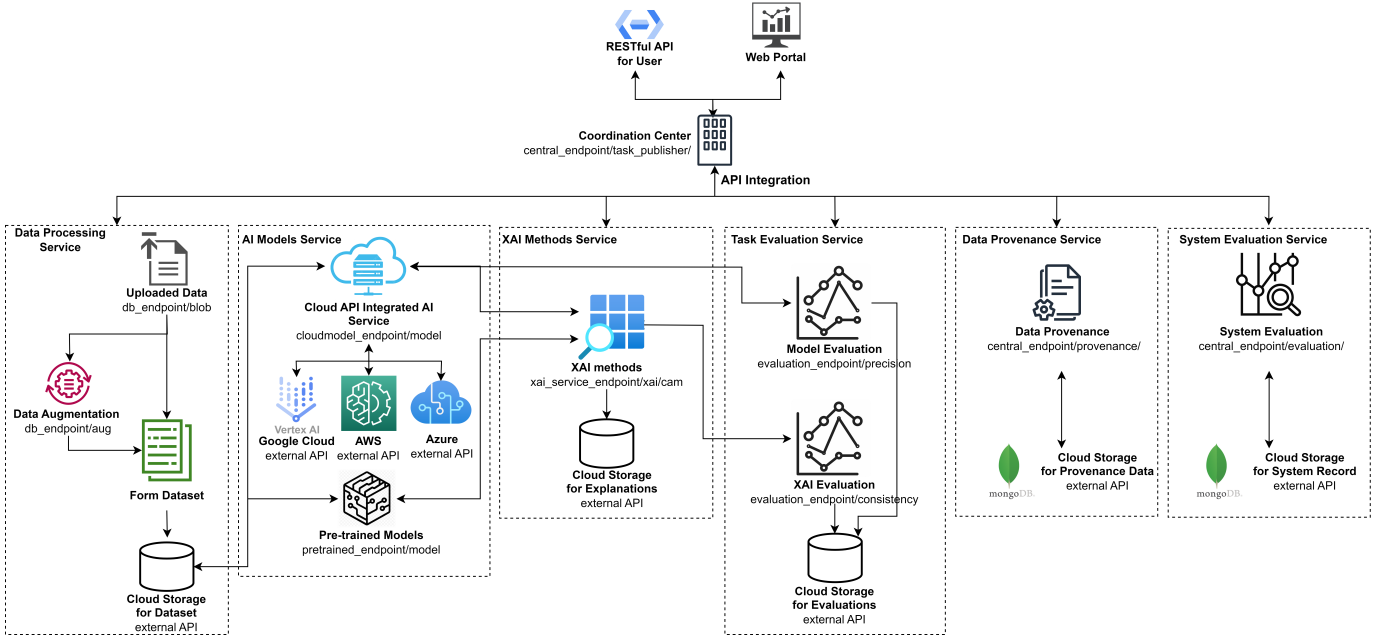 RESTful API
for User
Web Portal
Coordination Center
central_endpoint/task_publisher/
API Integration
Data Processing
Service
Uploaded Data
db_endpoint/blob
Data Augmentation
db_endpoint/aug
Form Dataset
Cloud Storage
for Dataset
external API
AI Models Service
Cloud API Integrated AI
Service
cloudmodel_endpoint/model
Vertex AI
Google Cloud
external API
AWS
external API
Azure
external API
Pre-trained Models
pretrained_endpoint/model
XAI Methods Service
XAI methods
xai_service_endpoint/xai/cam
Cloud Storage
for Explanations
external API
Task Evaluation Service
Model Evaluation
evaluation_endpoint/precision
XAI Evaluation
evaluation_endpoint/consistency
Cloud Storage
for Evaluations
external API
Data Provenance Service
Data Provenance
central_endpoint/provenance/
mongoDB.
Cloud Storage
for Provenance Data
external API
System Evaluation Service
System Evaluation
central_endpoint/evaluation/
mongoDB.
Cloud Storage
for System Record
external API